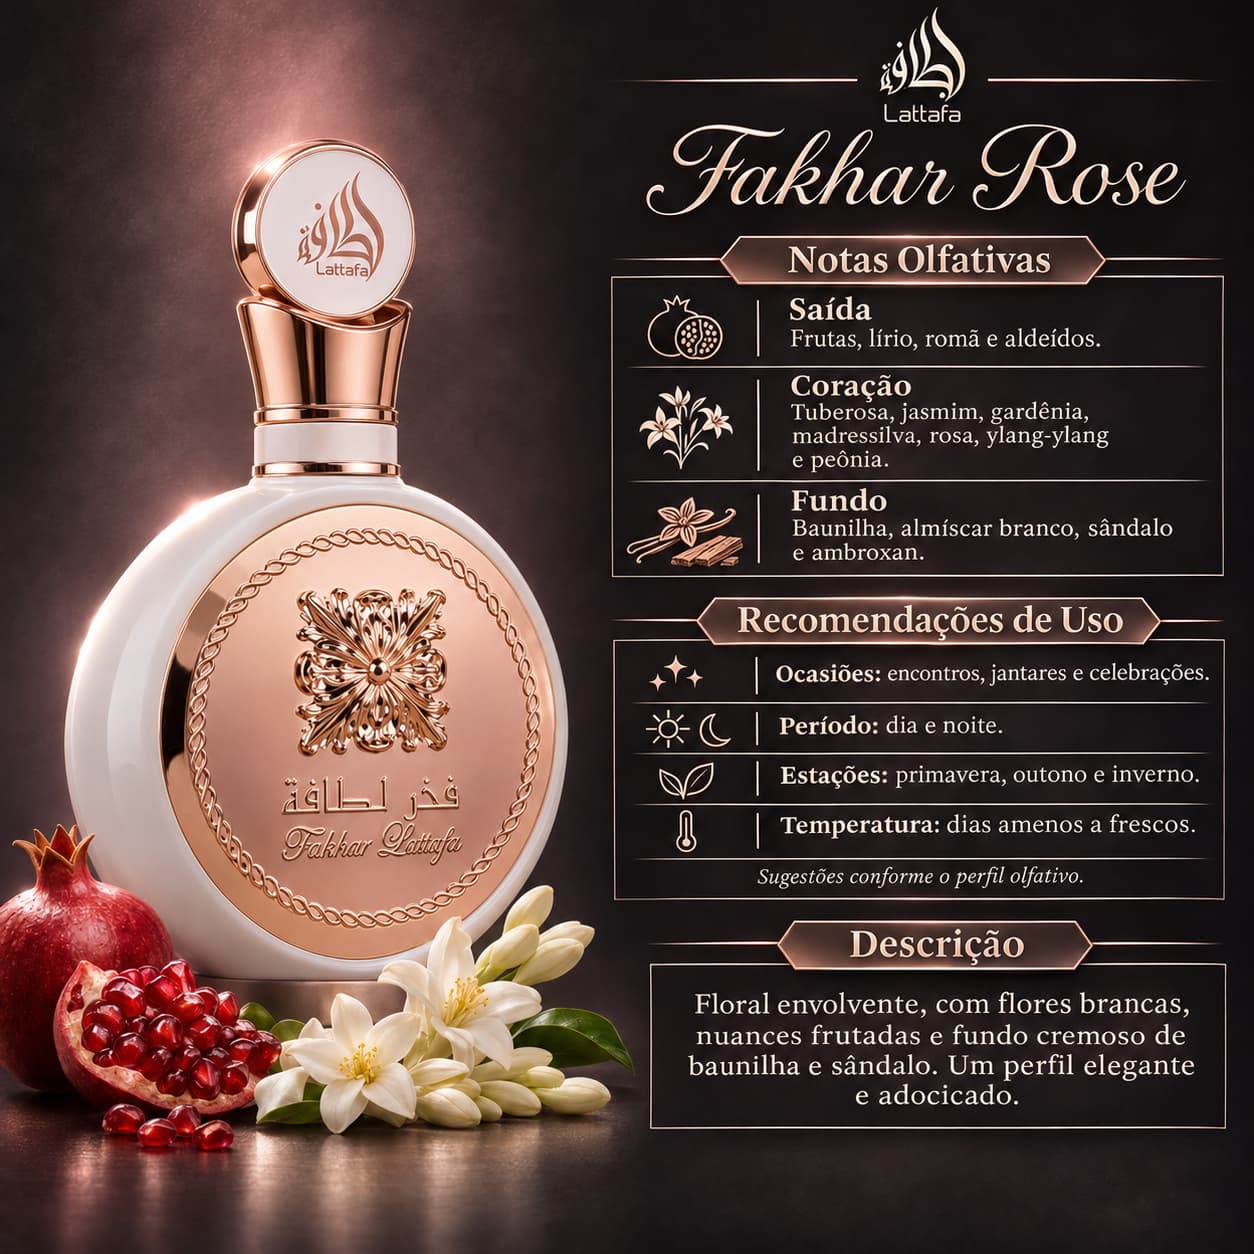 لطافة
Lattafa
فخر لطافة
Fakhar Lattafa
لطافة
Lattafa
Fakhar Rose
Notas Olfativas
Saída
Frutas, lírio, romã e aldeídos.
Coração
Tuberosa, jasmim, gardênia,
madressilva, rosa, ylang-ylang
e peônia.
Fundo
Baunilha, almíscar branco, sândalo
e ambroxan.
Recomendações de Uso
Ocasiões: encontros, jantares e celebrações.
Período: dia e noite.
Estações: primavera, outono e inverno.
Temperatura: dias amenos a frescos.
Sugestões conforme o perfil olfativo.
Descrição
Floral envolvente, com flores brancas,
nuances frutadas e fundo cremoso de
baunilha e sândalo. Um perfil elegante
e adocicado.